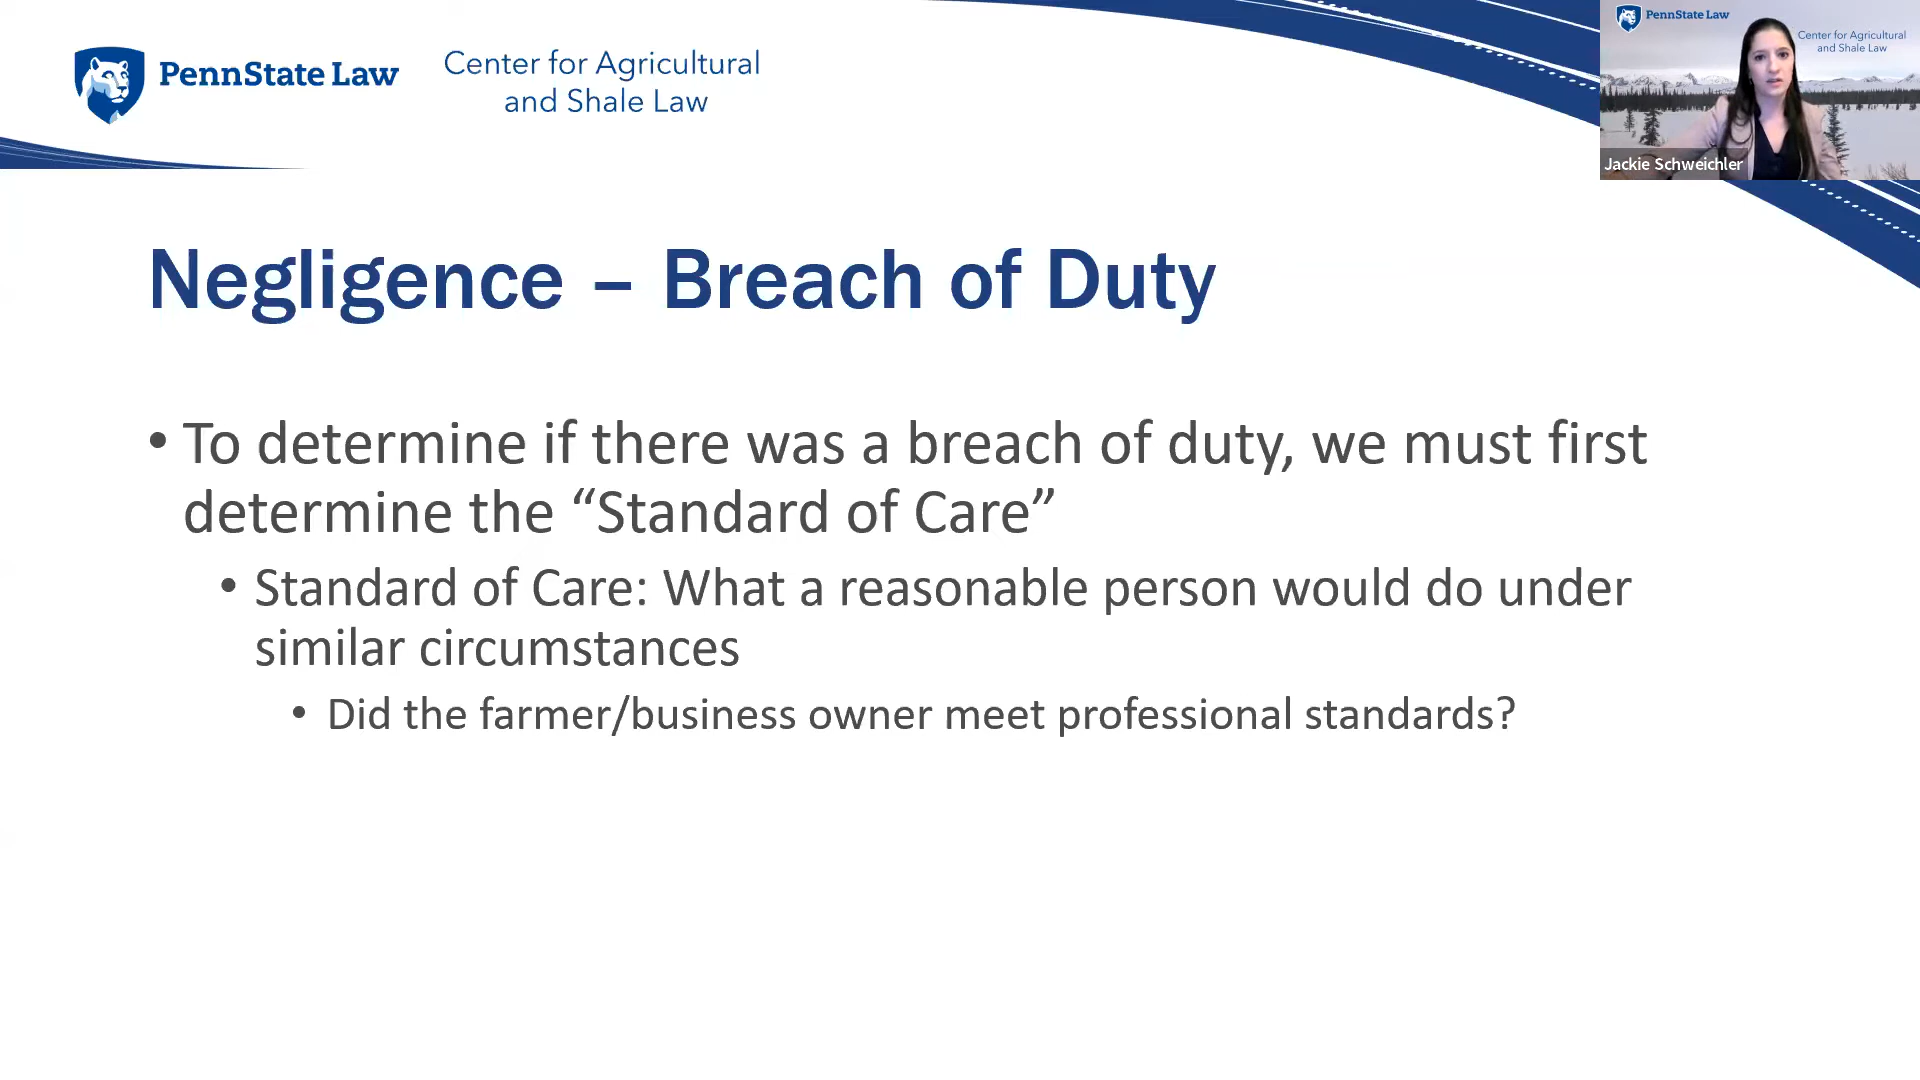 PennState Law
Center for Agricultural
and Shale Law
PennState Law
Center for Agricultural
and Shale Law
Jackie Schweichler
Negligence – Breach of Duty
• To determine if there was a breach of duty, we must first
determine the “Standard of Care”
• Standard of Care: What a reasonable person would do under
similar circumstances
• Did the farmer/business owner meet professional standards?